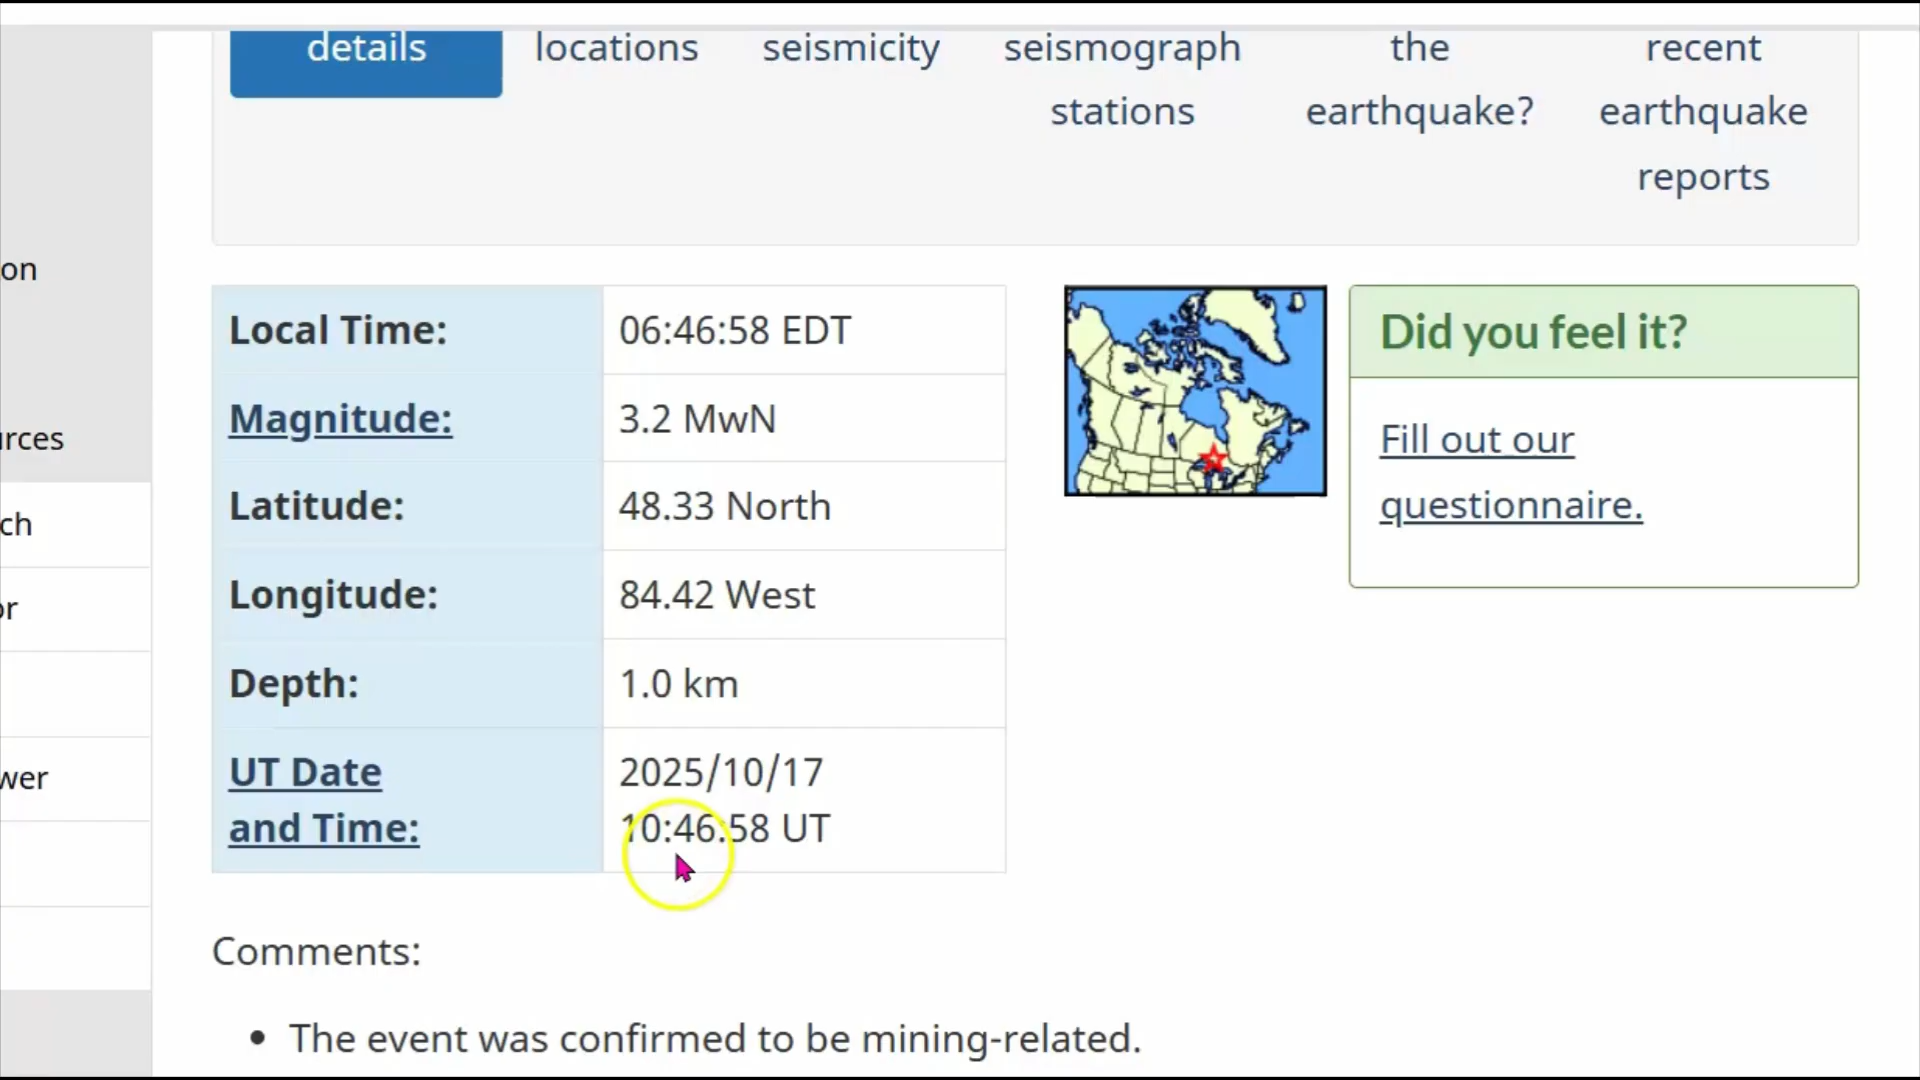 details
locations
seismicity
seismograph
stations
the
earthquake?
recent
earthquake
reports
on
urces
ch
or
wer
Local Time: 06:46:58 EDT
Magnitude: 3.2 MwN
Latitude: 48.33 North
Longitude: 84.42 West
Depth: 1.0 km
UT Date 2025/10/17
and Time: 10:46:58 UT
Did you feel it?
Fill out our
questionnaire.
Comments:
• The event was confirmed to be mining-related.